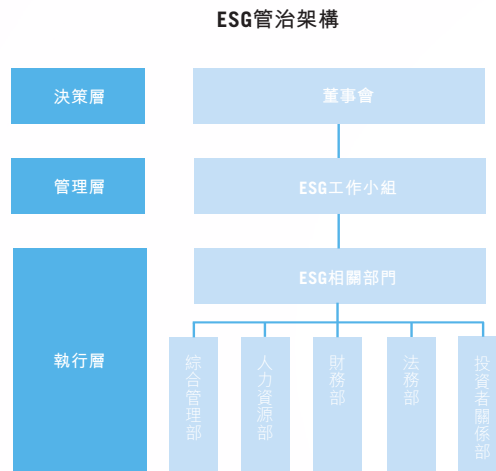 ESG管治架構
決策層
董事會
管理層
ESG工作小組
執行層
ESG相關部門
綜合管理部
人力資源部
財務部
法務部
投資者關係部